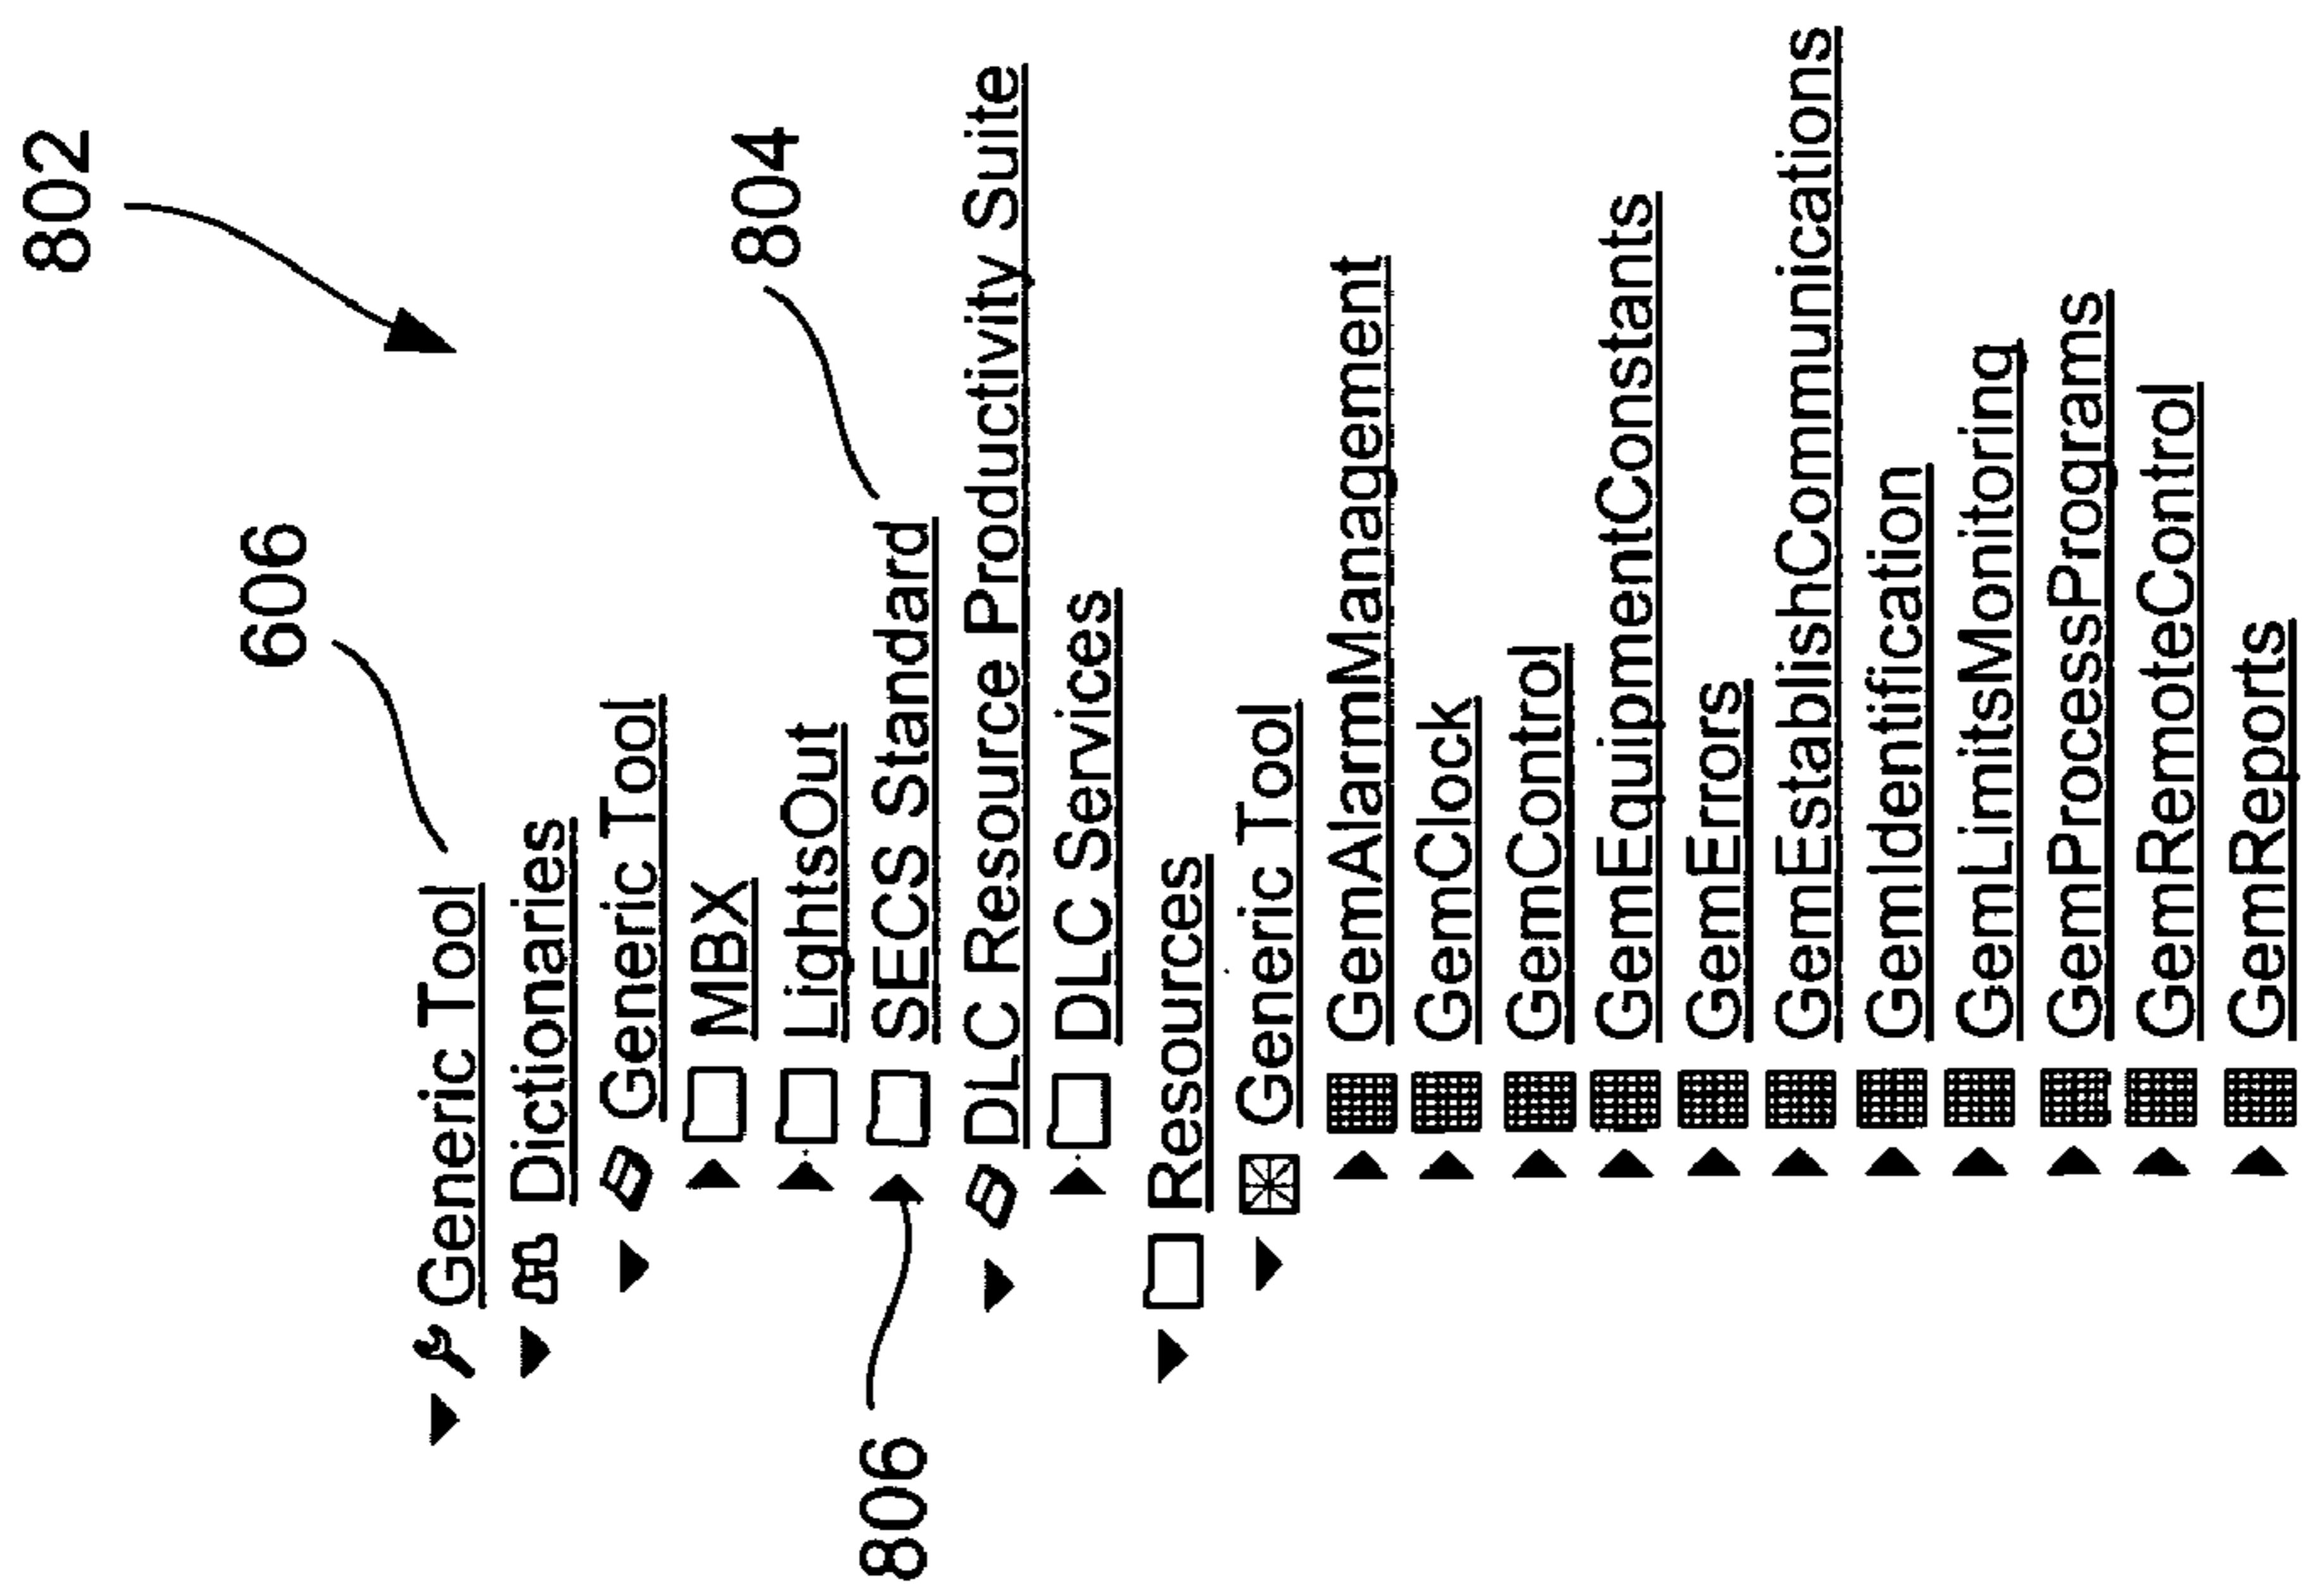 802
606
Generic Tool
Dictionaries
Generic Tool
MBX
LightsOut
804
SECS Standard
806
DLC Resource Productivity Suite
DLC Services
Resources
Generic Tool
GemAlarmManagement
GemClock
GemControl
GemEquipmentConstants
GemErrors
GemEstablishCommunications
GemIdentification
GemLimitsMonitoring
GemProcessPrograms
GemRemoteControl
GemReports